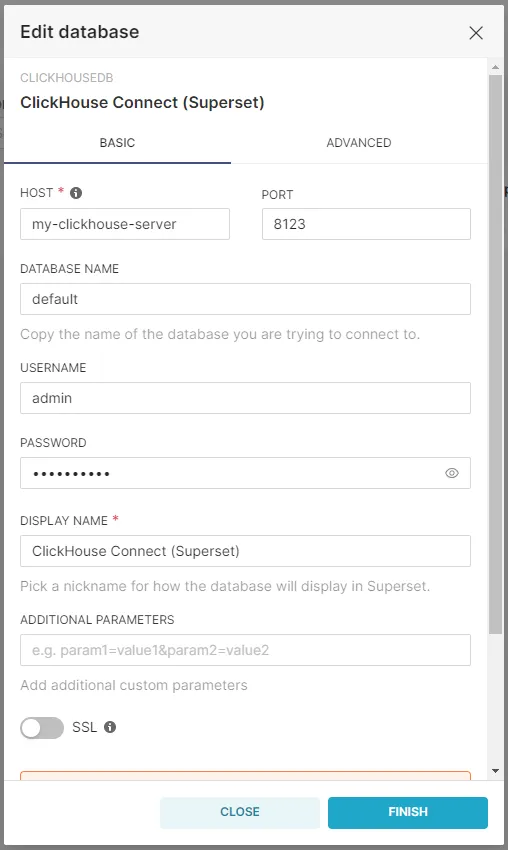 Edit database
CLICKHOUSEDB
ClickHouse Connect (Superset)
BASIC ADVANCED
HOST * PORT
my-clickhouse-server 8123
DATABASE NAME
default
Copy the name of the database you are trying to connect to.
USERNAME
admin
PASSWORD
••••••••••
DISPLAY NAME *
ClickHouse Connect (Superset)
Pick a nickname for how the database will display in Superset.
ADDITIONAL PARAMETERS
e.g. param1=value1&param2=value2
Add additional custom parameters
SSL
CLOSE FINISH